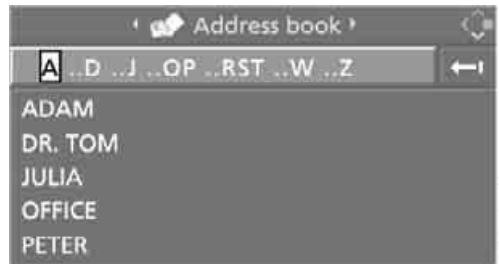 Address book
A ..D ..J ..OP ..RST ..W ..Z
ADAM
DR. TOM
JULIA
OFFICE
PETER